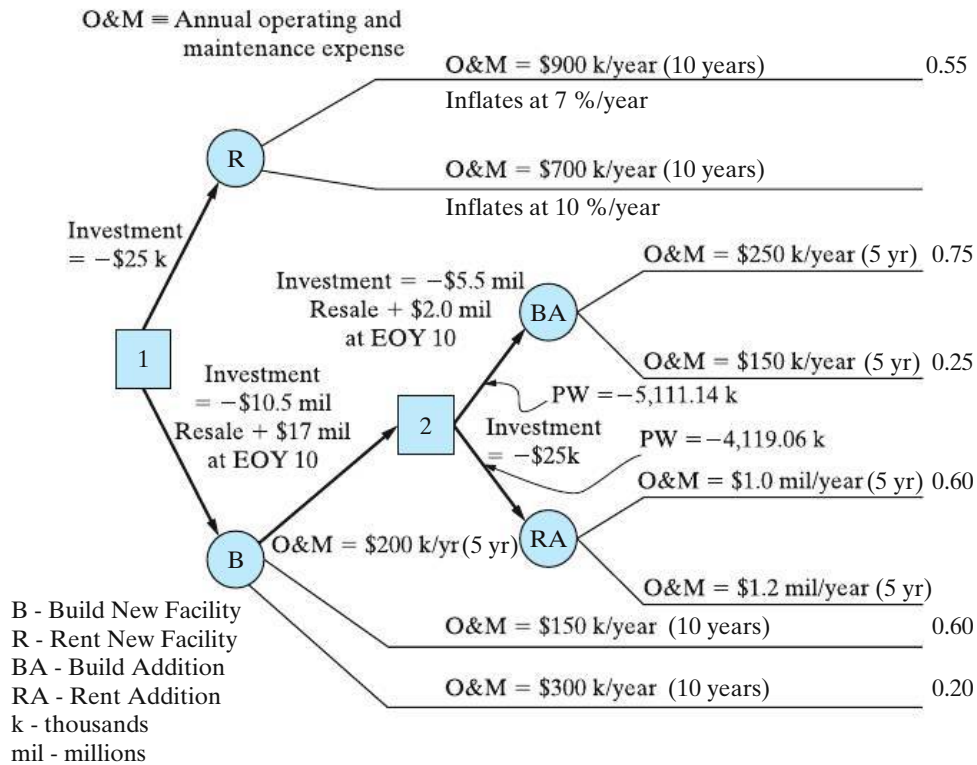 O&M ≡ Annual operating and
maintenance expense
O&M = $900 k/year (10 years) 0.55
Inflates at 7 %/year
R
O&M = $700 k/year (10 years)
Inflates at 10 %/year
Investment
= −$25 k
O&M = $250 k/year (5 yr) 0.75
Investment = −$5.5 mil
Resale + $2.0 mil
at EOY 10
BA
1
O&M = $150 k/year (5 yr) 0.25
Investment
= −$10.5 mil
Resale + $17 mil
at EOY 10
PW = −5,111.14 k
2
Investment
= −$25k
PW = −4,119.06 k
O&M = $1.0 mil/year (5 yr) 0.60
RA
O&M = $200 k/yr (5 yr)
B
O&M = $1.2 mil/year (5 yr)
B - Build New Facility
R - Rent New Facility
BA - Build Addition
RA - Rent Addition
k - thousands
mil - millions
O&M = $150 k/year (10 years) 0.60
O&M = $300 k/year (10 years) 0.20